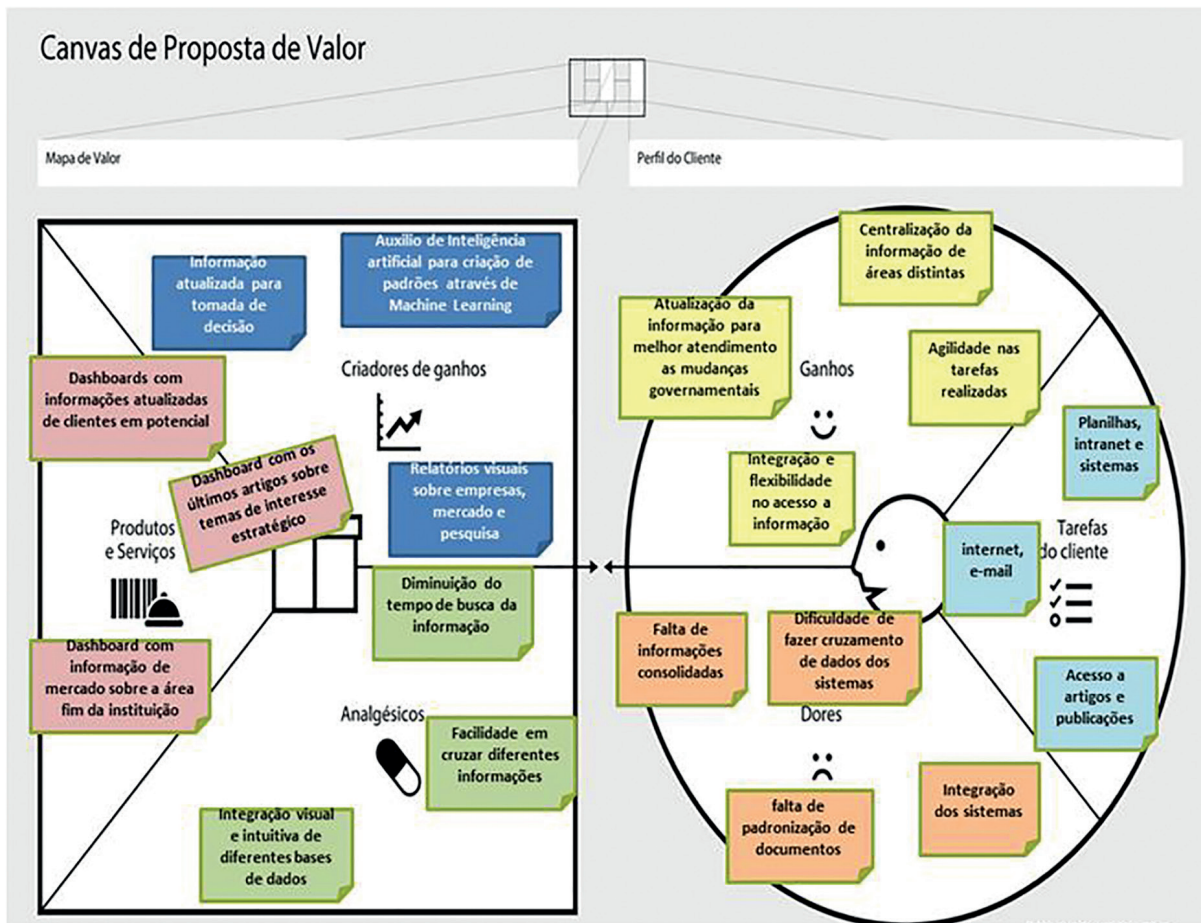 Canvas de Proposta de Valor
Mapa de Valor
Perfil do Cliente
Informação
atualizada para
tomada de
decisão
Auxilio de Inteligência
artificial para criação de
padrões através de
Machine Learning
Dashboards com
informações atualizadas
de clientes em potencial
Criadores de ganhos
Dashboard com os
últimos artigos sobre
temas de interesse
estratégico
Relatórios visuais
sobre empresas,
mercado e
pesquisa
Produtos
e Serviços
Diminuição do
tempo de busca da
informação
Dashboard com
informação de
mercado sobre a área
fim da instituição
Analgésicos
Facilidade em
cruzar diferentes
informações
Integração visual
e intuitiva de
diferentes bases
de dados
Centralização da
informação de
áreas distintas
Atualização da
informação para
melhor atendimento
as mudanças
governamentais
Ganhos
Agilidade nas
tarefas
realizadas
Planilhas,
intranet e
sistemas
Integração e
flexibilidade
no acesso a
informação
internet,
e-mail
Tarefas
do cliente
Falta de
informações
consolidadas
Dificuldade de
fazer cruzamento
de dados dos
sistemas
Acesso a
artigos e
publicações
Dores
falta de
padronização de
documentos
Integração
dos sistemas